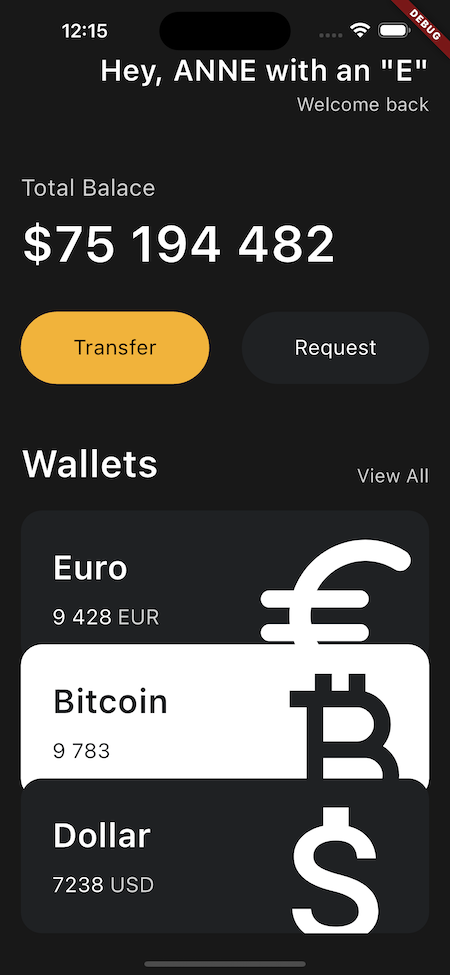 12:15
DEBUG
Hey, ANNE with an "E"
Welcome back
Total Balace
$75 194 482
Transfer
Request
Wallets
View All
Euro
9 428 EUR
Bitcoin
9 783
Dollar
7238 USD